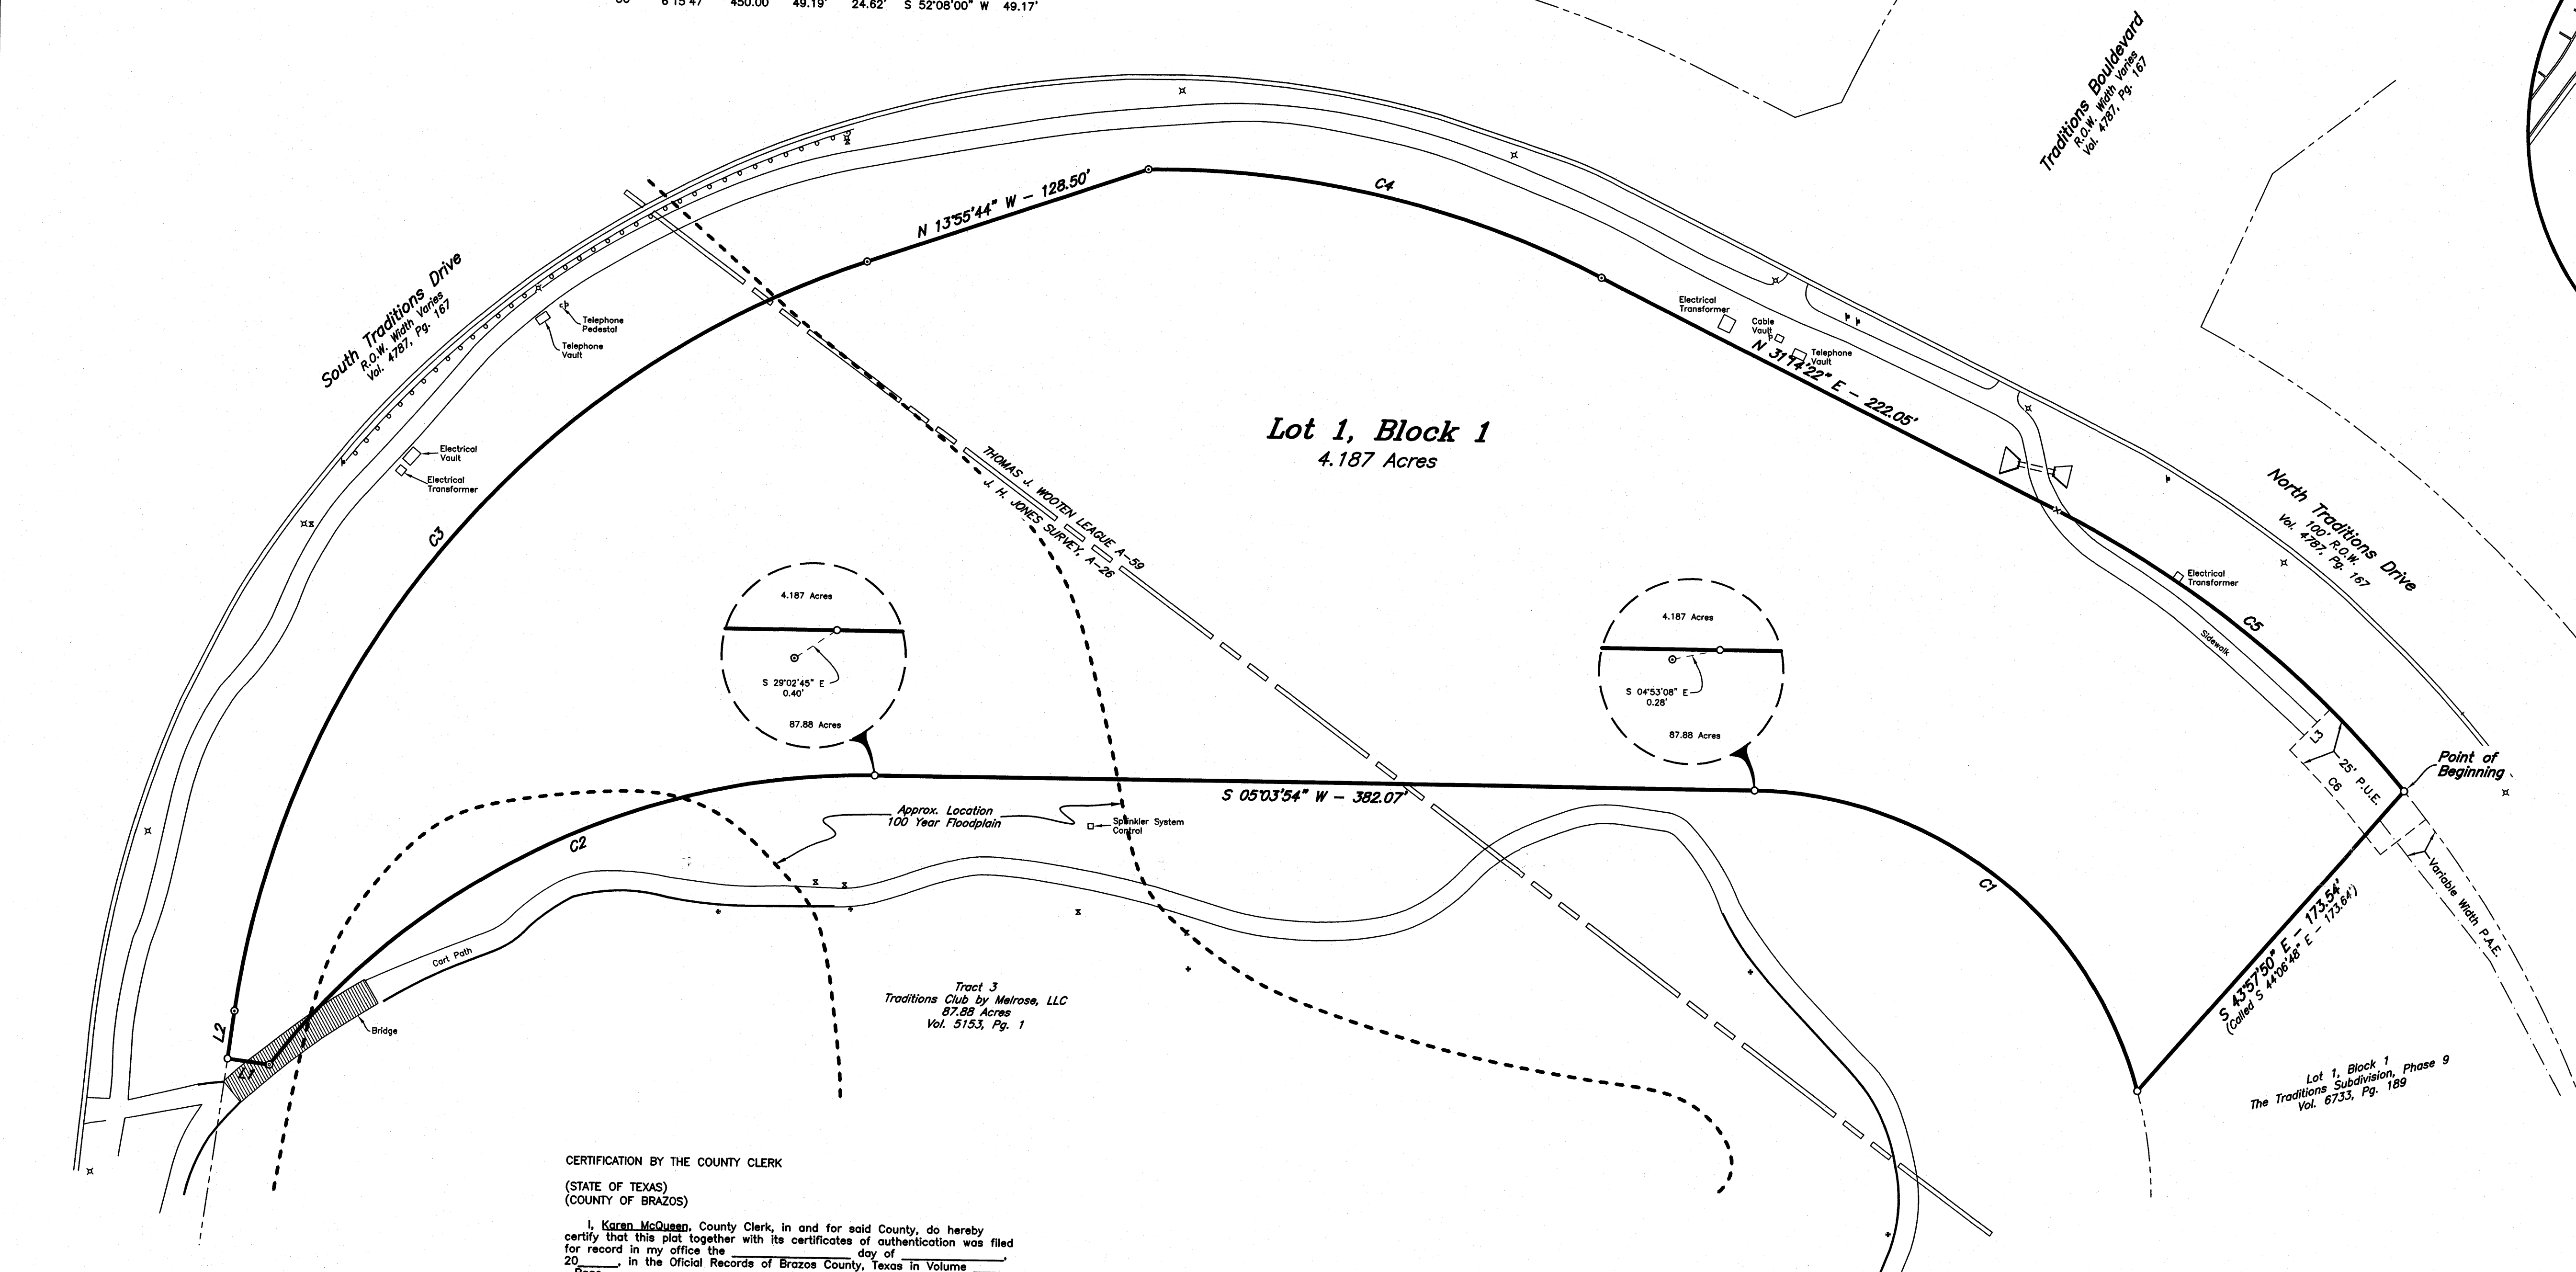 6°15'47" 450.00' 49.19' 24.62' S 52°08'00" W 49.17'
Traditions Bouldevard
R.O.W. Width Varies
Vol. 4787, Pg. 167
South Traditions Drive
R.O.W. Width Varies
Vol. 4787, Pg. 167
N 13°55'44" W - 128.50'
C4
Telephone
Pedestal
Telephone
Vault
Electrical
Transformer
Cable
Vault
Telephone
Vault
N 31°14'22" E - 222.05'
Lot 1, Block 1
4.187 Acres
Electrical
Vault
Electrical
Transformer
C3
THOMAS J. WOOTEN LEAGUE A-59
J. H. JONES SURVEY, A-26
North Traditions Drive
100' R.O.W.
Vol. 4787, Pg. 167
Electrical
Transformer
C5
Sidewalk
4.187 Acres
S 29°02'45" E
0.40'
87.88 Acres
4.187 Acres
S 04°53'08" E
0.28'
87.88 Acres
L3
25' P.U.E.
C6
Point of
Beginning
S 05°03'54" W - 382.07'
Approx. Location
100 Year Floodplain
Sprinkler System
Control
C2
C1
Variable Width P.A.E.
S 43°57'50" E - 173.54'
(Called S 44°06'48" E - 173.64')
Cart Path
Bridge
L2
L1
Tract 3
Traditions Club by Melrose, LLC
87.88 Acres
Vol. 5153, Pg. 1
Lot 1, Block 1
The Traditions Subdivision, Phase 9
Vol. 6733, Pg. 189
CERTIFICATION BY THE COUNTY CLERK
(STATE OF TEXAS)
(COUNTY OF BRAZOS)
I, Karen McQueen, County Clerk, in and for said County, do hereby
certify that this plat together with its certificates of authentication was filed
for record in my office the ____ day of ____,
20____, in the Oficial Records of Brazos County, Texas in Volume ____